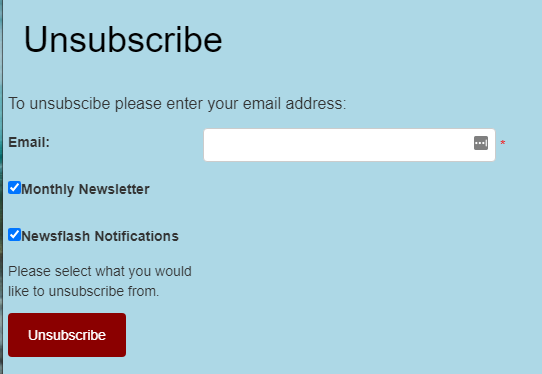 Unsubscribe
To unsubscibe please enter your email address:
Email:
*
Monthly Newsletter
Newsflash Notifications
Please select what you would
like to unsubscribe from.
Unsubscribe